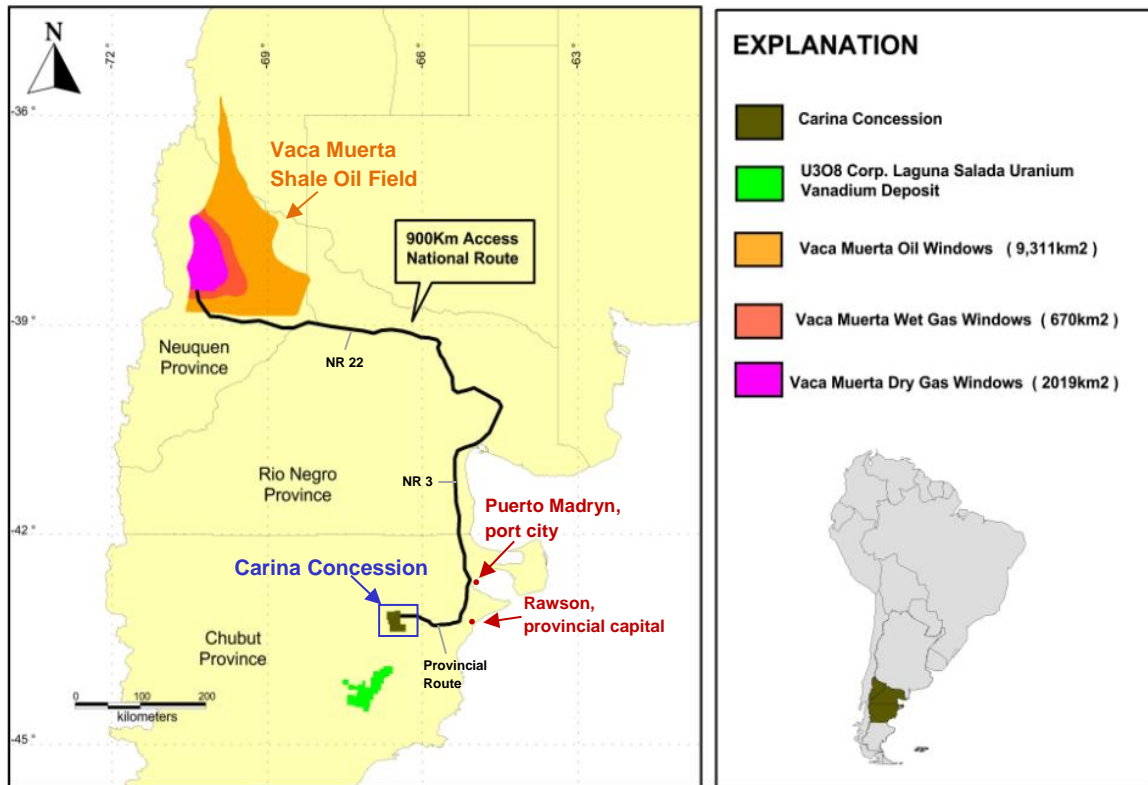 N
-72°
-69°
-66°
-63°
-36°
-39°
-42°
-45°
Vaca Muerta
Shale Oil Field
900Km Access
National Route
Neuquen
Province
NR 22
Rio Negro
Province
NR 3
Puerto Madryn,
port city
Carina Concession
Rawson,
provincial capital
Chubut
Province
Provincial
Route
0 100 200
kilometers
EXPLANATION
Carina Concession
U3O8 Corp. Laguna Salada Uranium
Vanadium Deposit
Vaca Muerta Oil Windows ( 9,311km2 )
Vaca Muerta Wet Gas Windows ( 670km2 )
Vaca Muerta Dry Gas Windows ( 2019km2 )